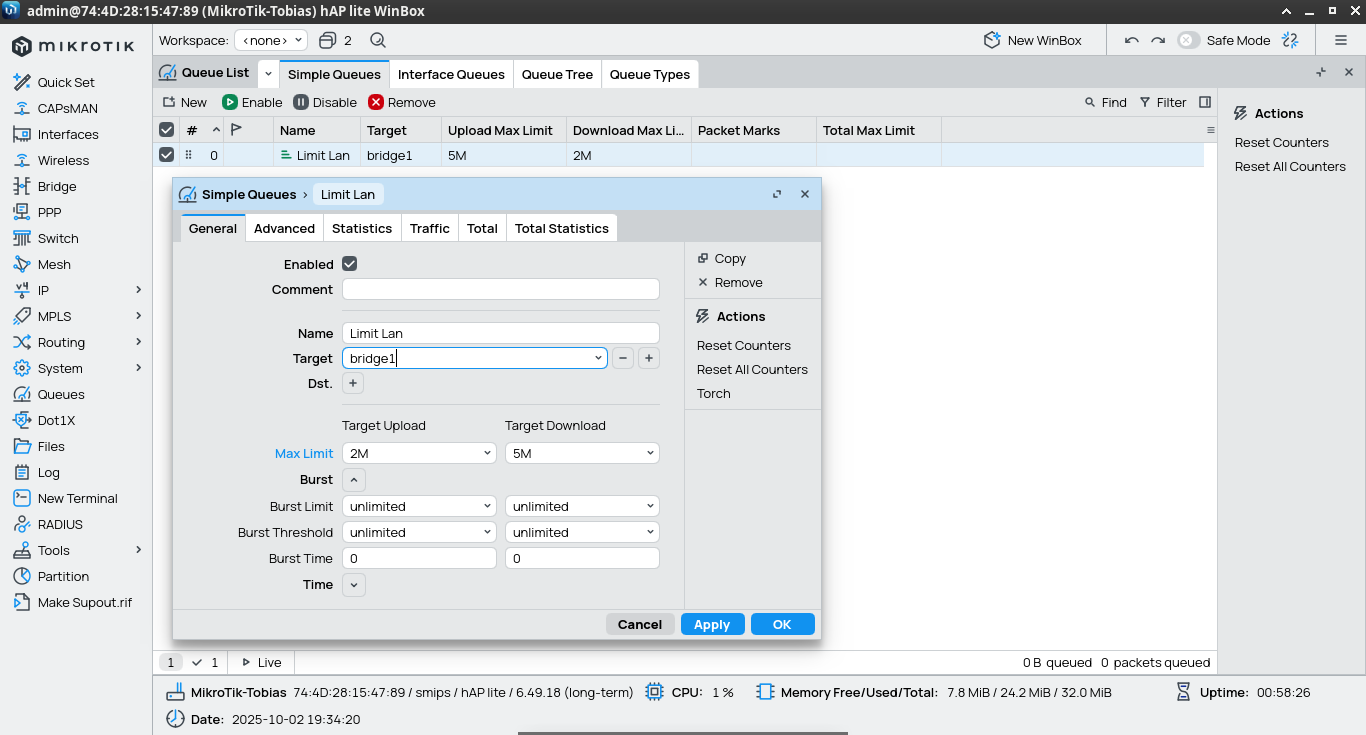 admin@74:4D:28:15:47:89 (MikroTik-Tobias) hAP lite WinBox
mikrotik
Workspace: <none> 2 New WinBox Safe Mode
Quick Set
CAPsMAN
Interfaces
Wireless
Bridge
PPP
Switch
Mesh
IP
MPLS
Routing
System
Queues
Dot1X
Files
Log
New Terminal
RADIUS
Tools
Partition
Make Supout.rif
Queue List Simple Queues Interface Queues Queue Tree Queue Types
New Enable Disable Remove Find Filter
# Name Target Upload Max Limit Download Max Li... Packet Marks Total Max Limit
0 Limit Lan bridge1 5M 2M
Simple Queues › Limit Lan
General Advanced Statistics Traffic Total Total Statistics
Enabled
Comment
Name Limit Lan
Target bridge1 − +
Dst. +
Target Upload Target Download
Max Limit 2M 5M
Burst
Burst Limit unlimited unlimited
Burst Threshold unlimited unlimited
Burst Time 0 0
Time
Copy
Remove
Actions
Reset Counters
Reset All Counters
Torch
Cancel Apply OK
Actions
Reset Counters
Reset All Counters
1 1 Live 0 B queued 0 packets queued
MikroTik-Tobias 74:4D:28:15:47:89 / smips / hAP lite / 6.49.18 (long-term) CPU: 1 % Memory Free/Used/Total: 7.8 MiB / 24.2 MiB / 32.0 MiB Uptime: 00:58:26
Date: 2025-10-02 19:34:20